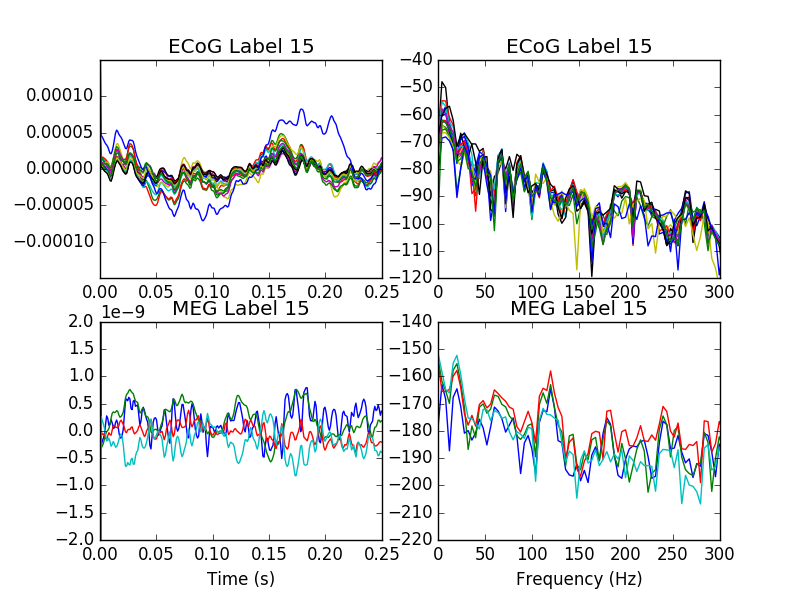 ECoG Label 15
0.00010
0.00005
0.00000
−0.00005
−0.00010
0.00 0.05 0.10 0.15 0.20 0.25
ECoG Label 15
−40
−50
−60
−70
−80
−90
−100
−110
−120
0 50 100 150 200 250 300
MEG Label 15
1e−9
2.0
1.5
1.0
0.5
0.0
−0.5
−1.0
−1.5
−2.0
0.00 0.05 0.10 0.15 0.20 0.25
Time (s)
MEG Label 15
−140
−150
−160
−170
−180
−190
−200
−210
−220
0 50 100 150 200 250 300
Frequency (Hz)